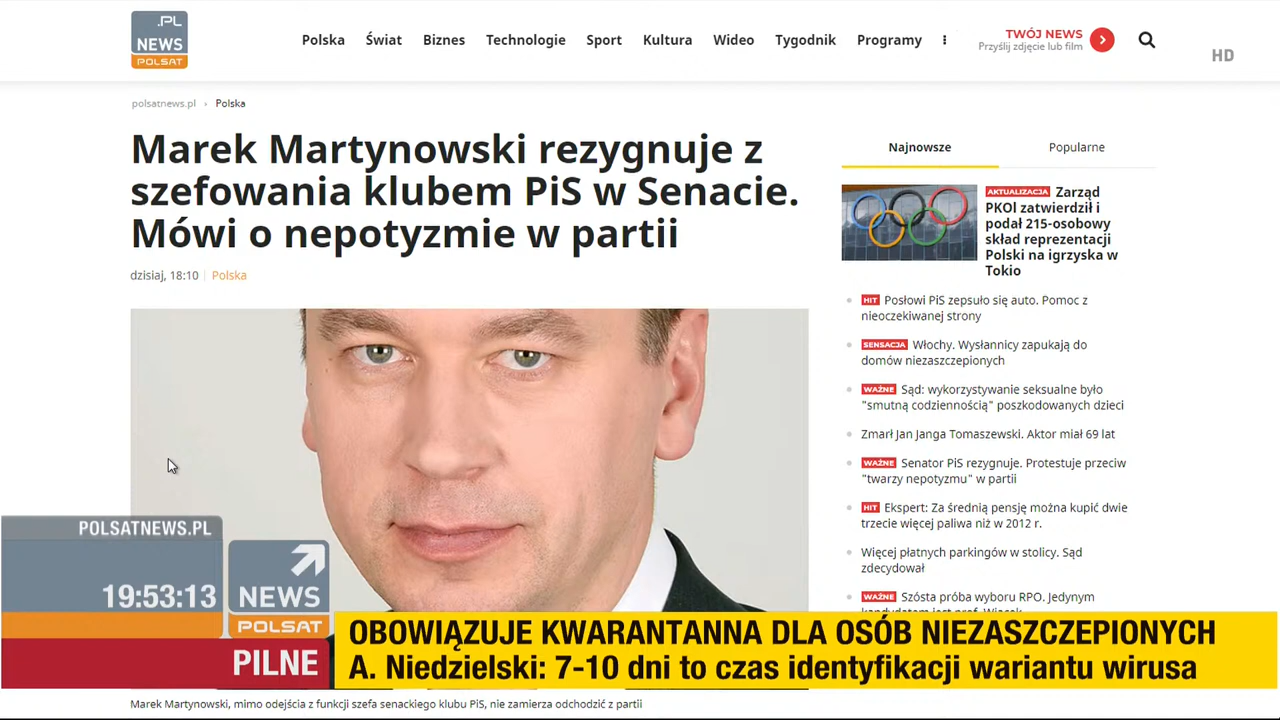 .PL
NEWS
POLSAT
Polska
Świat
Biznes
Technologie
Sport
Kultura
Wideo
Tygodnik
Programy
TWÓJ NEWS
Przyślij zdjęcie lub film
HD
polsatnews.pl › Polska
Marek Martynowski rezygnuje z
szefowania klubem PiS w Senacie.
Mówi o nepotyzmie w partii
dzisiaj, 18:10 | Polska
Najnowsze
Popularne
AKTUALIZACJA Zarząd
PKOl zatwierdził i
podał 215-osobowy
skład reprezentacji
Polski na igrzyska w
Tokio
HIT Posłowi PiS zepsuło się auto. Pomoc z
nieoczekiwanej strony
SENSACJA Włochy. Wysłannicy zapukają do
domów niezaszczepionych
WAŻNE Sąd: wykorzystywanie seksualne było
"smutną codziennością" poszkodowanych dzieci
Zmarł Jan Janga Tomaszewski. Aktor miał 69 lat
WAŻNE Senator PiS rezygnuje. Protestuje przeciw
"twarzy nepotyzmu" w partii
HIT Ekspert: Za średnią pensję można kupić dwie
trzecie więcej paliwa niż w 2012 r.
Więcej płatnych parkingów w stolicy. Sąd
zdecydował
WAŻNE Szósta próba wyboru RPO. Jedynym
POLSATNEWS.PL
19:53:13
NEWS
POLSAT
PILNE
OBOWIĄZUJE KWARANTANNA DLA OSÓB NIEZASZCZEPIONYCH
A. Niedzielski: 7-10 dni to czas identyfikacji wariantu wirusa
Marek Martynowski, mimo odejścia z funkcji szefa senackiego klubu PiS, nie zamierza odchodzić z partii